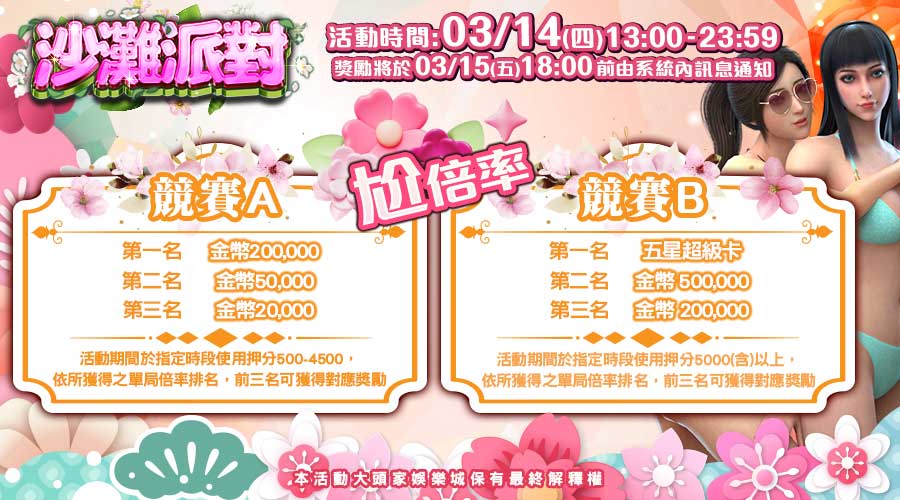 沙灘派對
活動時間:03/14(四)13:00-23:59
獎勵將於03/15(五)18:00前由系統內訊息通知
尬倍率
競賽A
第一名 金幣200,000
第二名 金幣50,000
第三名 金幣20,000
活動期間於指定時段使用押分500-4500，
依所獲得之單局倍率排名，前三名可獲得對應獎勵
競賽B
第一名 五星超級卡
第二名 金幣 500,000
第三名 金幣 200,000
活動期間於指定時段使用押分5000(含)以上，
依所獲得之單局倍率排名，前三名可獲得對應獎勵
本活動大頭家娛樂城保有最終解釋權